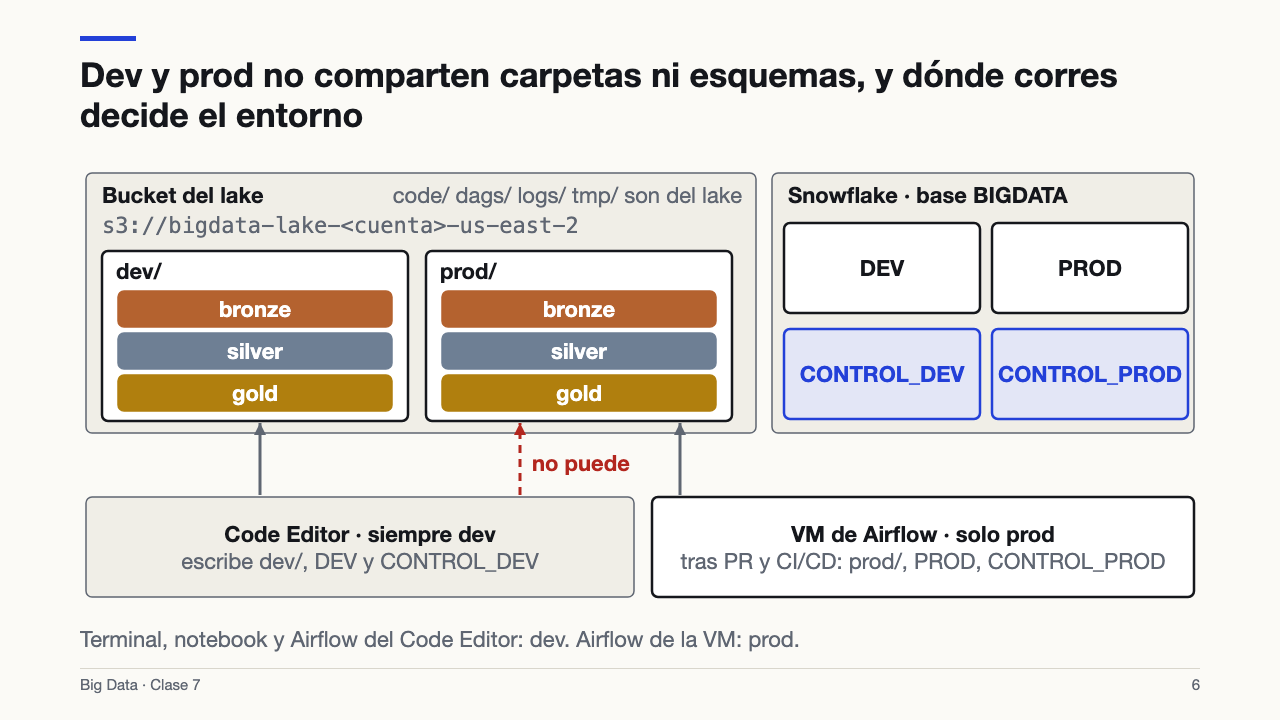 Dev y prod no comparten carpetas ni esquemas, y dónde corres
decide el entorno
Bucket del lake
code/ dags/ logs/ tmp/ son del lake
s3://bigdata-lake-<cuenta>-us-east-2
dev/
bronze
silver
gold
prod/
bronze
silver
gold
Snowflake · base BIGDATA
DEV
PROD
CONTROL_DEV
CONTROL_PROD
no puede
Code Editor · siempre dev
escribe dev/, DEV y CONTROL_DEV
VM de Airflow · solo prod
tras PR y CI/CD: prod/, PROD, CONTROL_PROD
Terminal, notebook y Airflow del Code Editor: dev. Airflow de la VM: prod.
Big Data · Clase 7
6